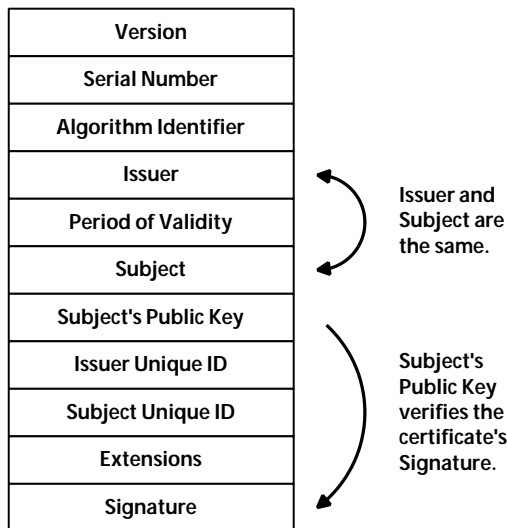 Version
Serial Number
Algorithm Identifier
Issuer
Period of Validity
Subject
Subject's Public Key
Issuer Unique ID
Subject Unique ID
Extensions
Signature
Issuer and
Subject are
the same.
Subject's
Public Key
verifies the
certificate's
Signature.